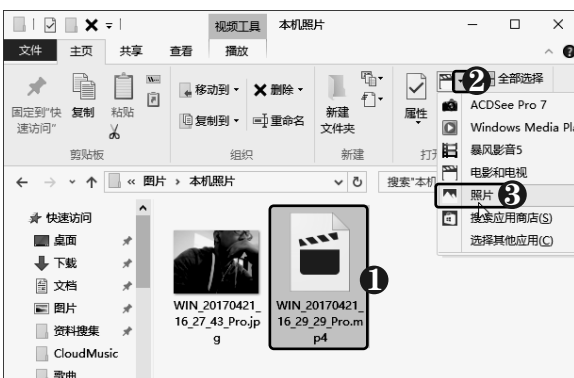 视频工具 本机照片
文件 主页 共享 查看 播放
固定到"快
速访问"
复制
粘贴
剪贴板
移动到
删除
复制到
重命名
组织
新建
文件夹
新建
属性
打开
2
全部选择
ACDSee Pro 7
Windows Media Pla
暴风影音5
电影和电视
照片 3
搜索应用商店(S)
选择其他应用(C)
« 图片 › 本机照片
搜索"本机
快速访问
桌面
下载
文档
图片
资料搜集
CloudMusic
歌曲
WIN_20170421_
16_27_43_Pro.jp
g
WIN_20170421_
16_29_29_Pro.m
p4
1